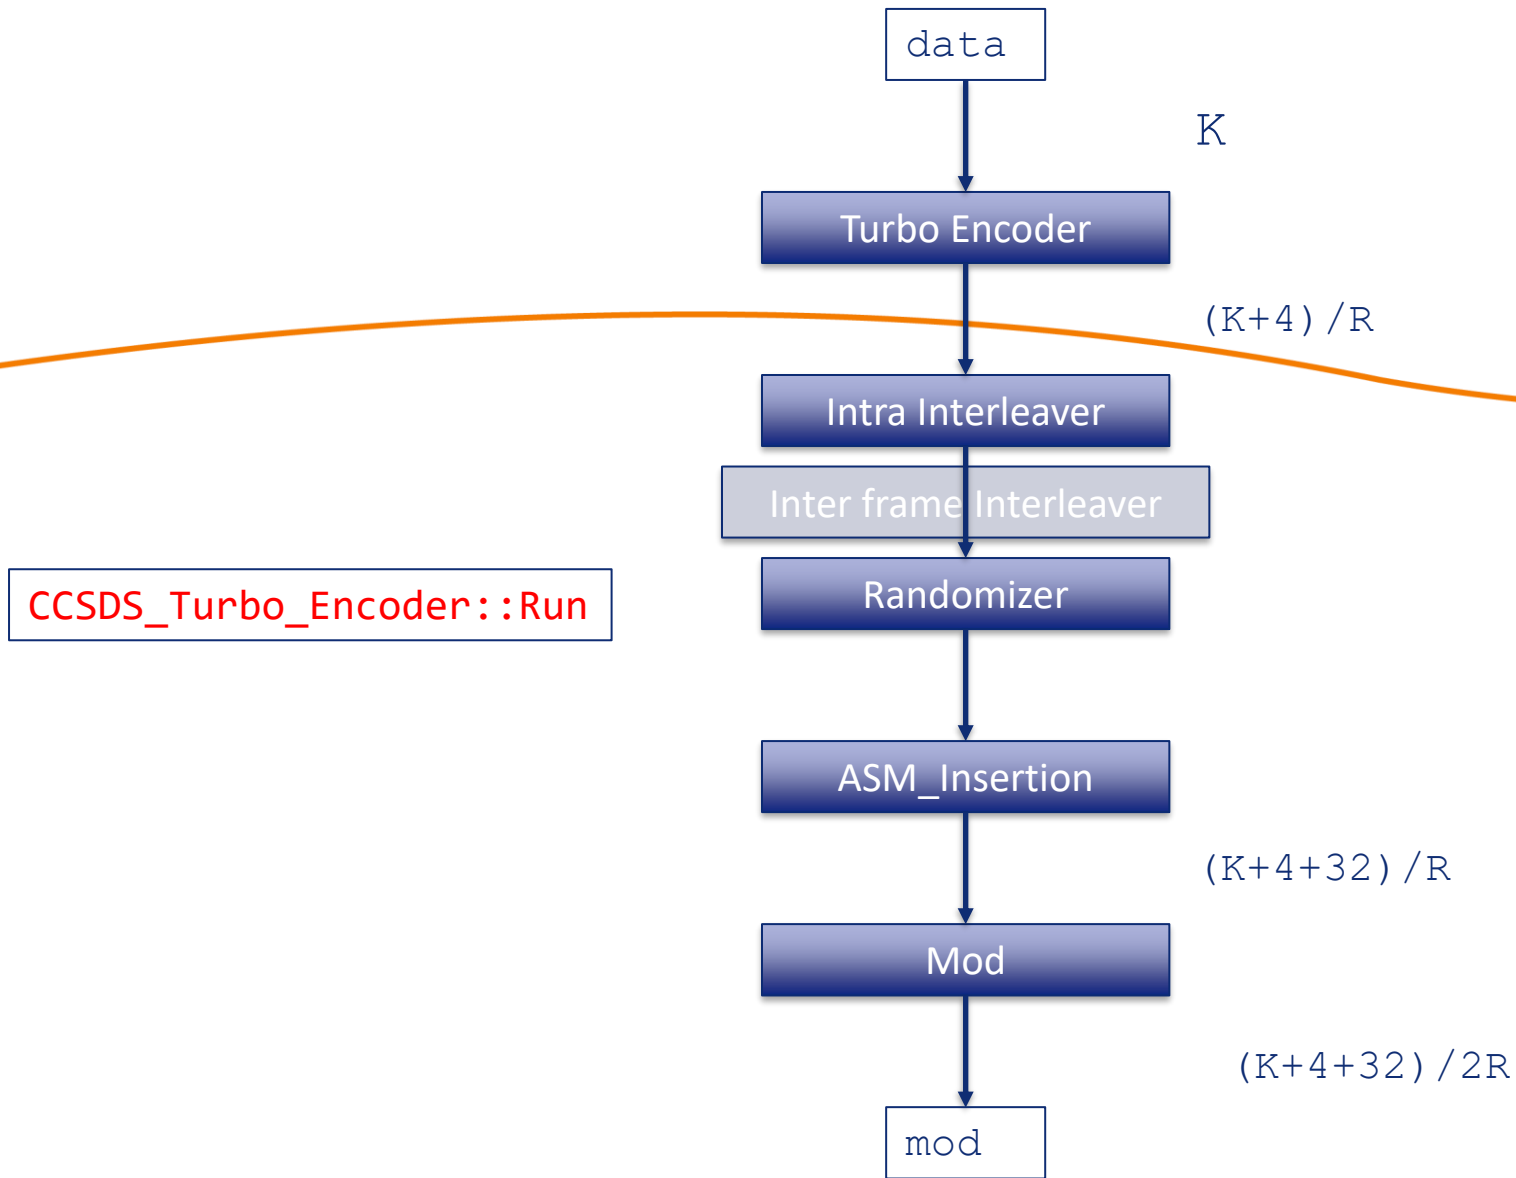 data
K
Turbo Encoder
(K+4)/R
Intra Interleaver
Inter frame Interleaver
CCSDS_Turbo_Encoder::Run
Randomizer
ASM_Insertion
(K+4+32)/R
Mod
(K+4+32)/2R
mod